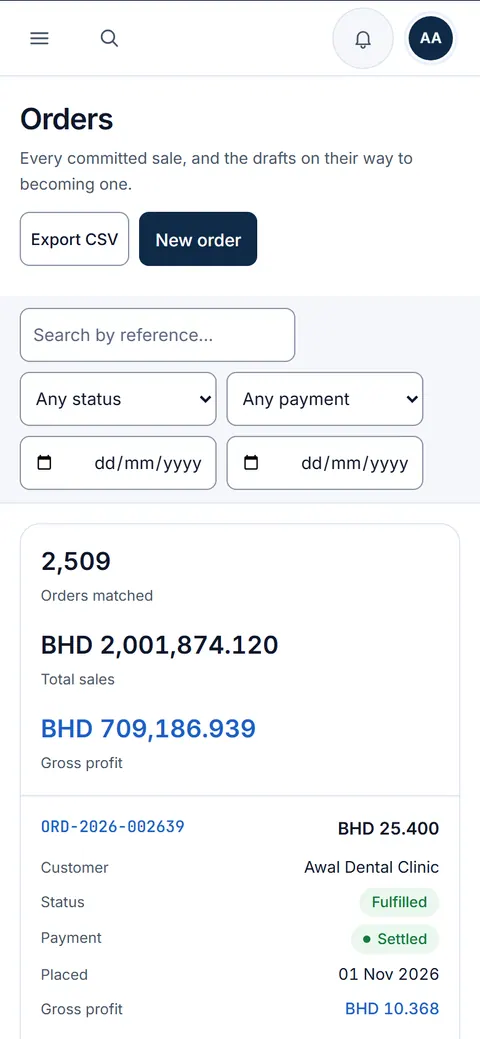 AA
Orders
Every committed sale, and the drafts on their way to
becoming one.
Export CSV
New order
Search by reference...
Any status
Any payment
dd/mm/yyyy
dd/mm/yyyy
2,509
Orders matched
BHD 2,001,874.120
Total sales
BHD 709,186.939
Gross profit
ORD-2026-002639
BHD 25.400
Customer
Awal Dental Clinic
Status
Fulfilled
Payment
Settled
Placed
01 Nov 2026
Gross profit
BHD 10.368